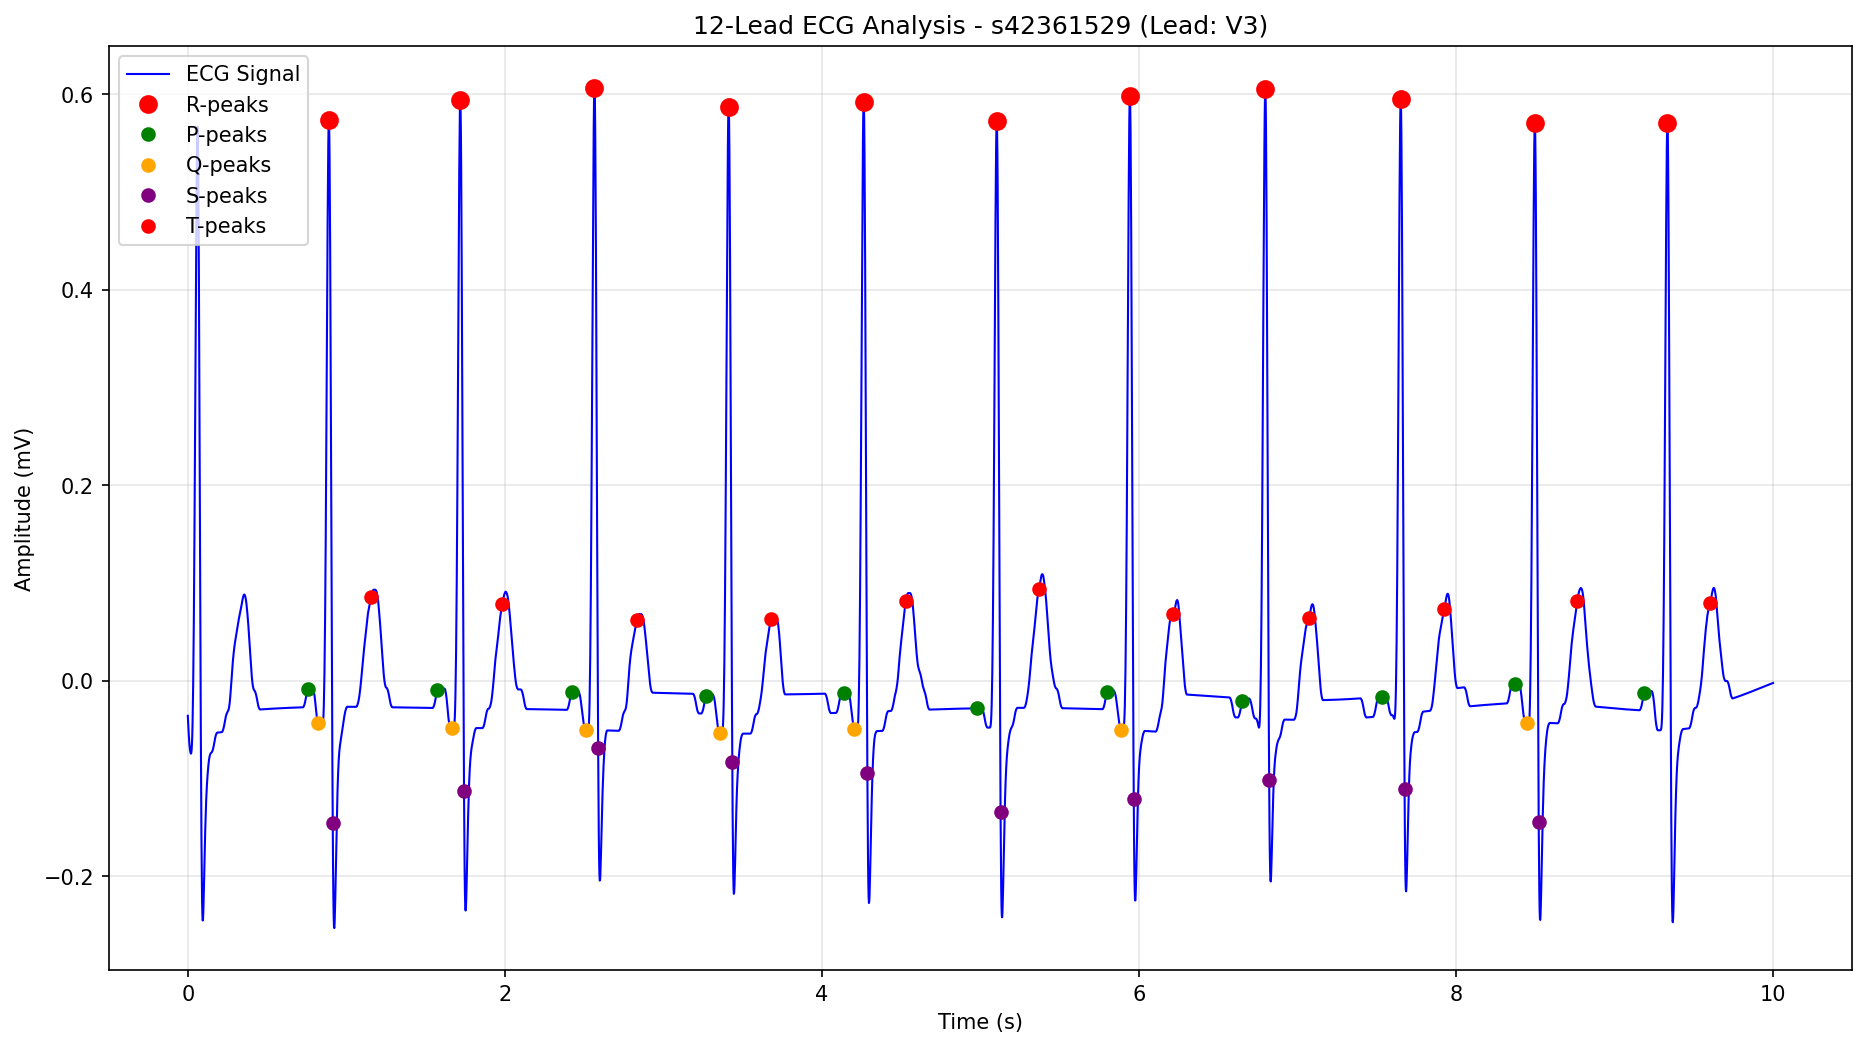 12-Lead ECG Analysis - s42361529 (Lead: V3)
ECG Signal
R-peaks
P-peaks
Q-peaks
S-peaks
T-peaks
Amplitude (mV)
0.6
0.4
0.2
0.0
−0.2
0 2 4 6 8 10
Time (s)